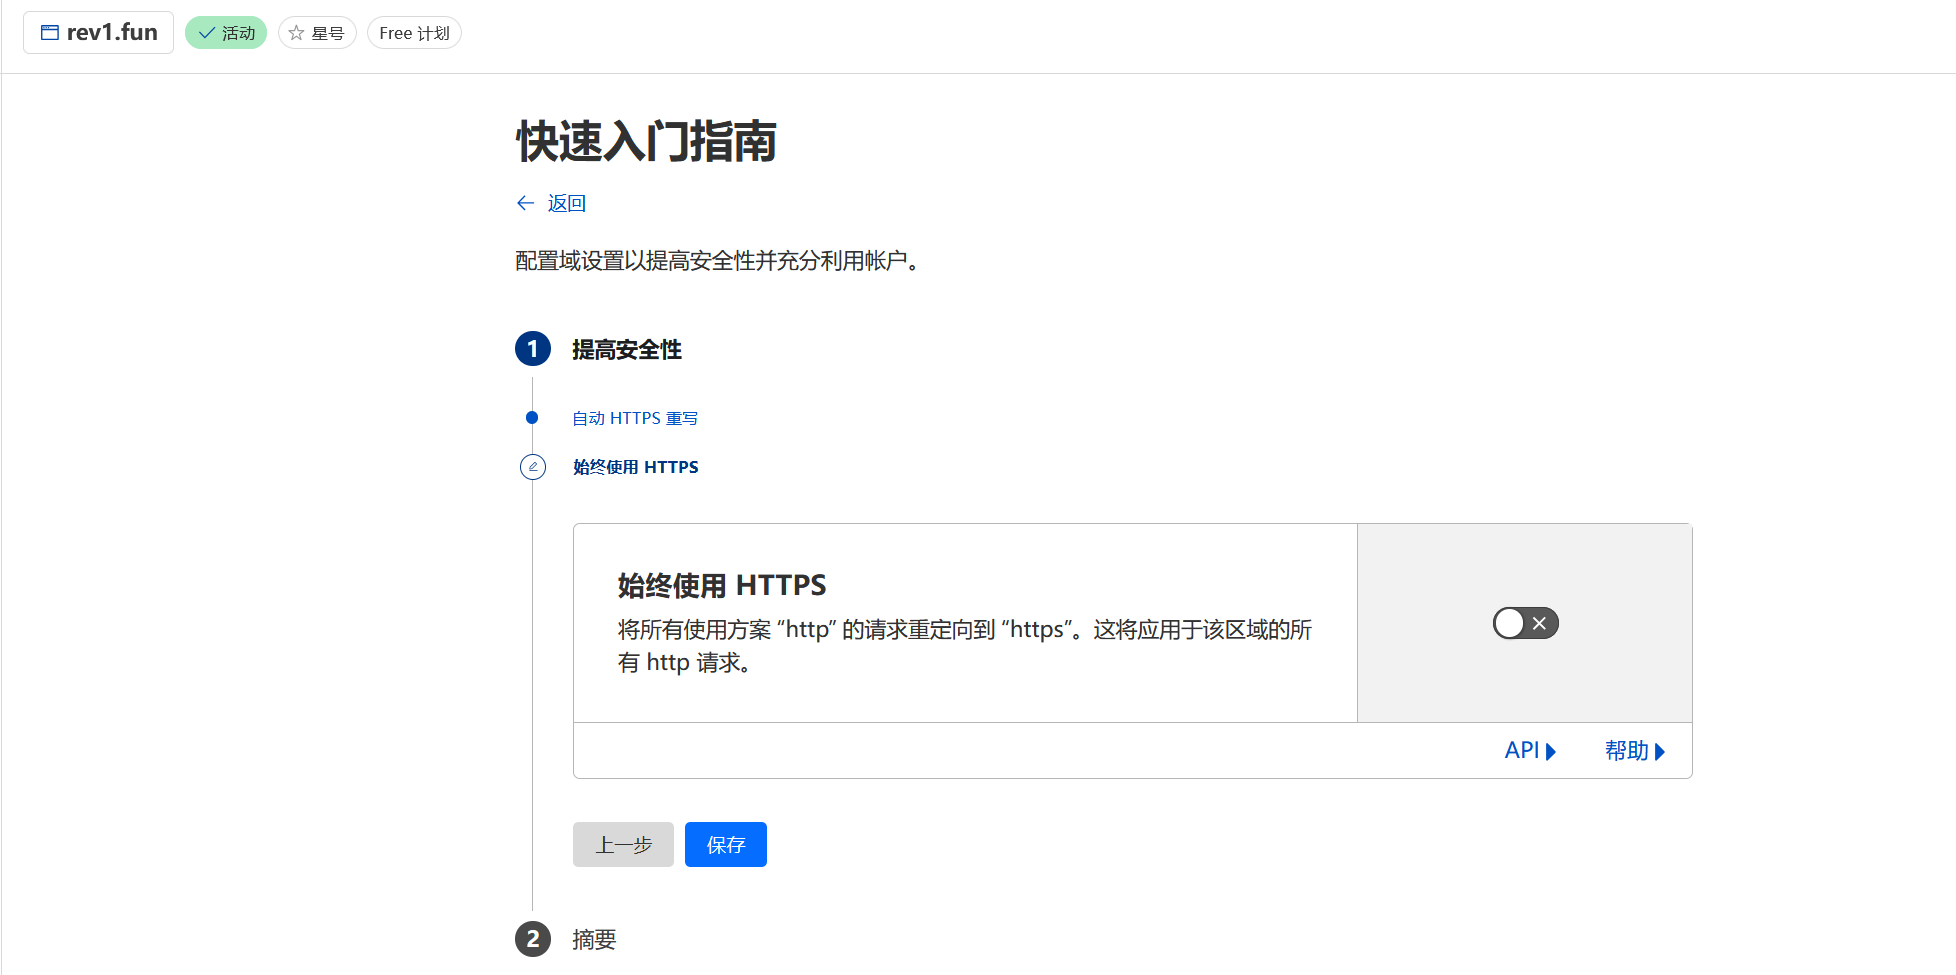 rev1.fun 活动 星号 Free 计划
快速入门指南
返回
配置域设置以提高安全性并充分利用帐户。
1 提高安全性
自动 HTTPS 重写
始终使用 HTTPS
始终使用 HTTPS
将所有使用方案 “http” 的请求重定向到 “https”。这将应用于该区域的所
有 http 请求。
API 帮助
上一步 保存
2 摘要